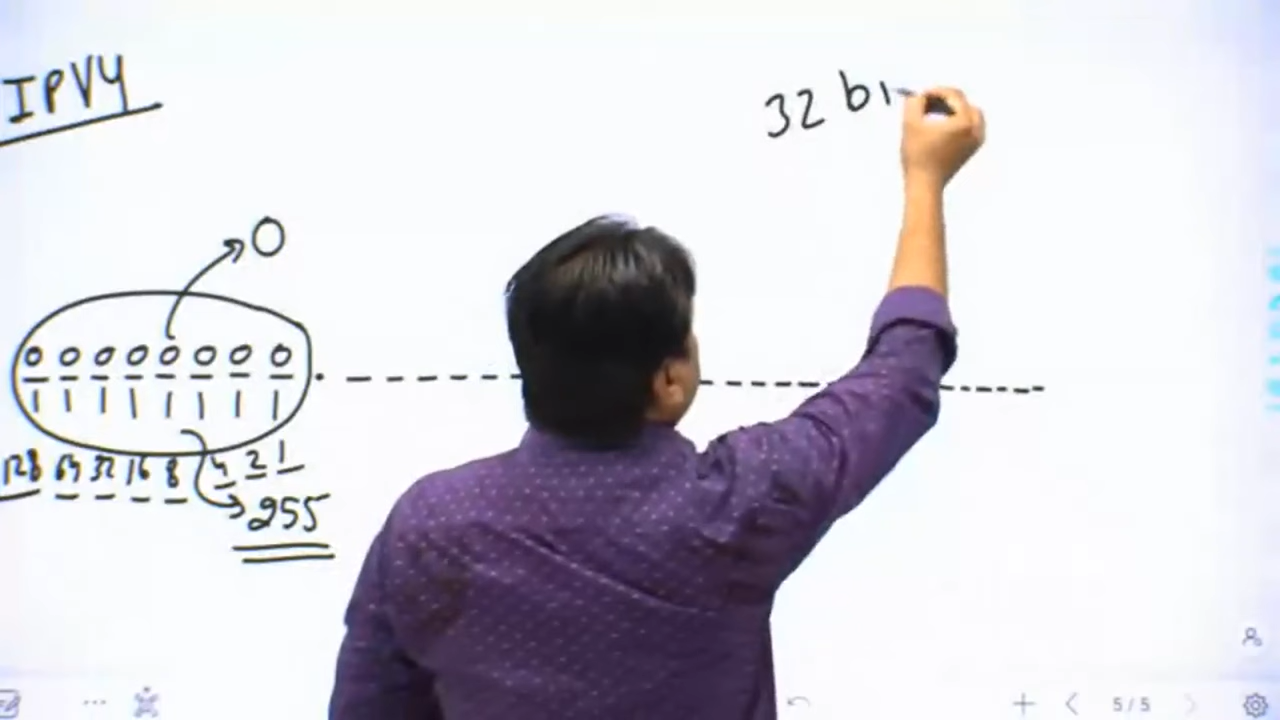 IPV4
32 bi
0
0 0 0 0 0 0 0 0
1 1 1 1 1 1 1 1
128 64 32 16 8 4 2 1
255
5/5